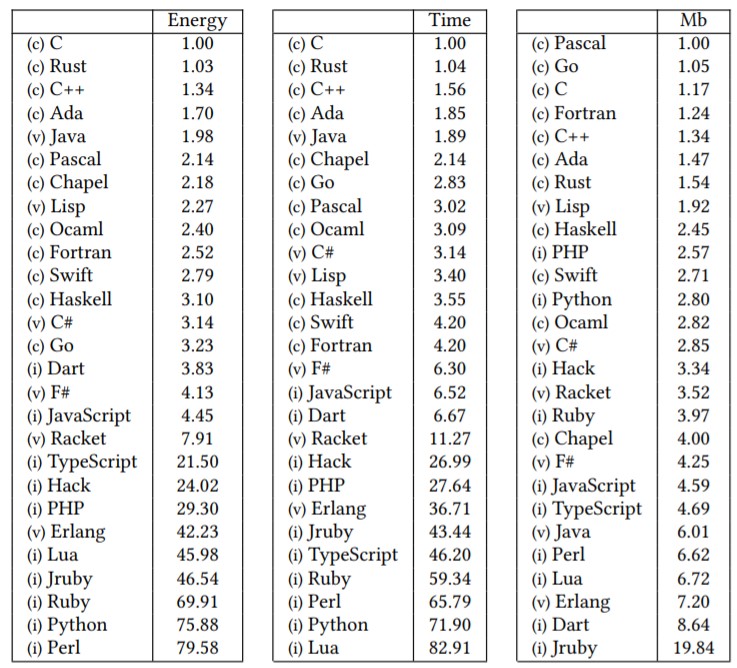 Energy
(c) C 1.00
(c) Rust 1.03
(c) C++ 1.34
(c) Ada 1.70
(v) Java 1.98
(c) Pascal 2.14
(c) Chapel 2.18
(v) Lisp 2.27
(c) Ocaml 2.40
(c) Fortran 2.52
(c) Swift 2.79
(c) Haskell 3.10
(v) C# 3.14
(c) Go 3.23
(i) Dart 3.83
(v) F# 4.13
(i) JavaScript 4.45
(v) Racket 7.91
(i) TypeScript 21.50
(i) Hack 24.02
(i) PHP 29.30
(v) Erlang 42.23
(i) Lua 45.98
(i) Jruby 46.54
(i) Ruby 69.91
(i) Python 75.88
(i) Perl 79.58
Time
(c) C 1.00
(c) Rust 1.04
(c) C++ 1.56
(c) Ada 1.85
(v) Java 1.89
(c) Chapel 2.14
(c) Go 2.83
(c) Pascal 3.02
(c) Ocaml 3.09
(v) C# 3.14
(v) Lisp 3.40
(c) Haskell 3.55
(c) Swift 4.20
(c) Fortran 4.20
(v) F# 6.30
(i) JavaScript 6.52
(i) Dart 6.67
(v) Racket 11.27
(i) Hack 26.99
(i) PHP 27.64
(v) Erlang 36.71
(i) Jruby 43.44
(i) TypeScript 46.20
(i) Ruby 59.34
(i) Perl 65.79
(i) Python 71.90
(i) Lua 82.91
Mb
(c) Pascal 1.00
(c) Go 1.05
(c) C 1.17
(c) Fortran 1.24
(c) C++ 1.34
(c) Ada 1.47
(c) Rust 1.54
(v) Lisp 1.92
(c) Haskell 2.45
(i) PHP 2.57
(c) Swift 2.71
(i) Python 2.80
(c) Ocaml 2.82
(v) C# 2.85
(i) Hack 3.34
(v) Racket 3.52
(i) Ruby 3.97
(c) Chapel 4.00
(v) F# 4.25
(i) JavaScript 4.59
(i) TypeScript 4.69
(v) Java 6.01
(i) Perl 6.62
(i) Lua 6.72
(v) Erlang 7.20
(i) Dart 8.64
(i) Jruby 19.84